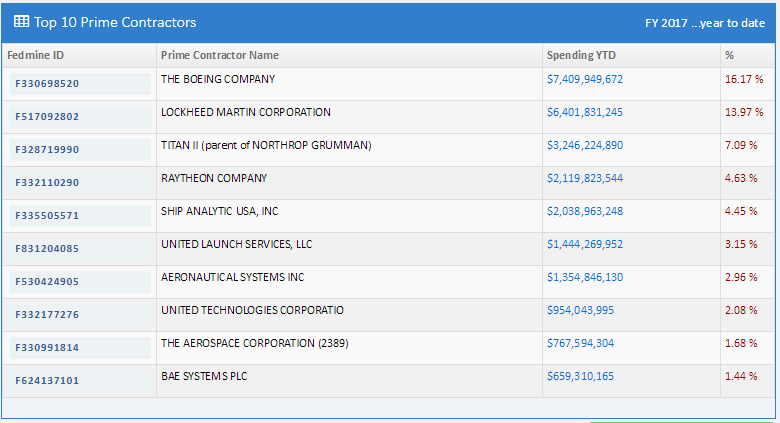 Top 10 Prime Contractors FY 2017 ...year to date
Fedmine ID Prime Contractor Name Spending YTD %
F330698520 THE BOEING COMPANY $7,409,949,672 16.17 %
F517092802 LOCKHEED MARTIN CORPORATION $6,401,831,245 13.97 %
F328719990 TITAN II (parent of NORTHROP GRUMMAN) $3,246,224,890 7.09 %
F332110290 RAYTHEON COMPANY $2,119,823,544 4.63 %
F335505571 SHIP ANALYTIC USA, INC $2,038,963,248 4.45 %
F831204085 UNITED LAUNCH SERVICES, LLC $1,444,269,952 3.15 %
F530424905 AERONAUTICAL SYSTEMS INC $1,354,846,130 2.96 %
F332177276 UNITED TECHNOLOGIES CORPORATIO $954,043,995 2.08 %
F330991814 THE AEROSPACE CORPORATION (2389) $767,594,304 1.68 %
F624137101 BAE SYSTEMS PLC $659,310,165 1.44 %